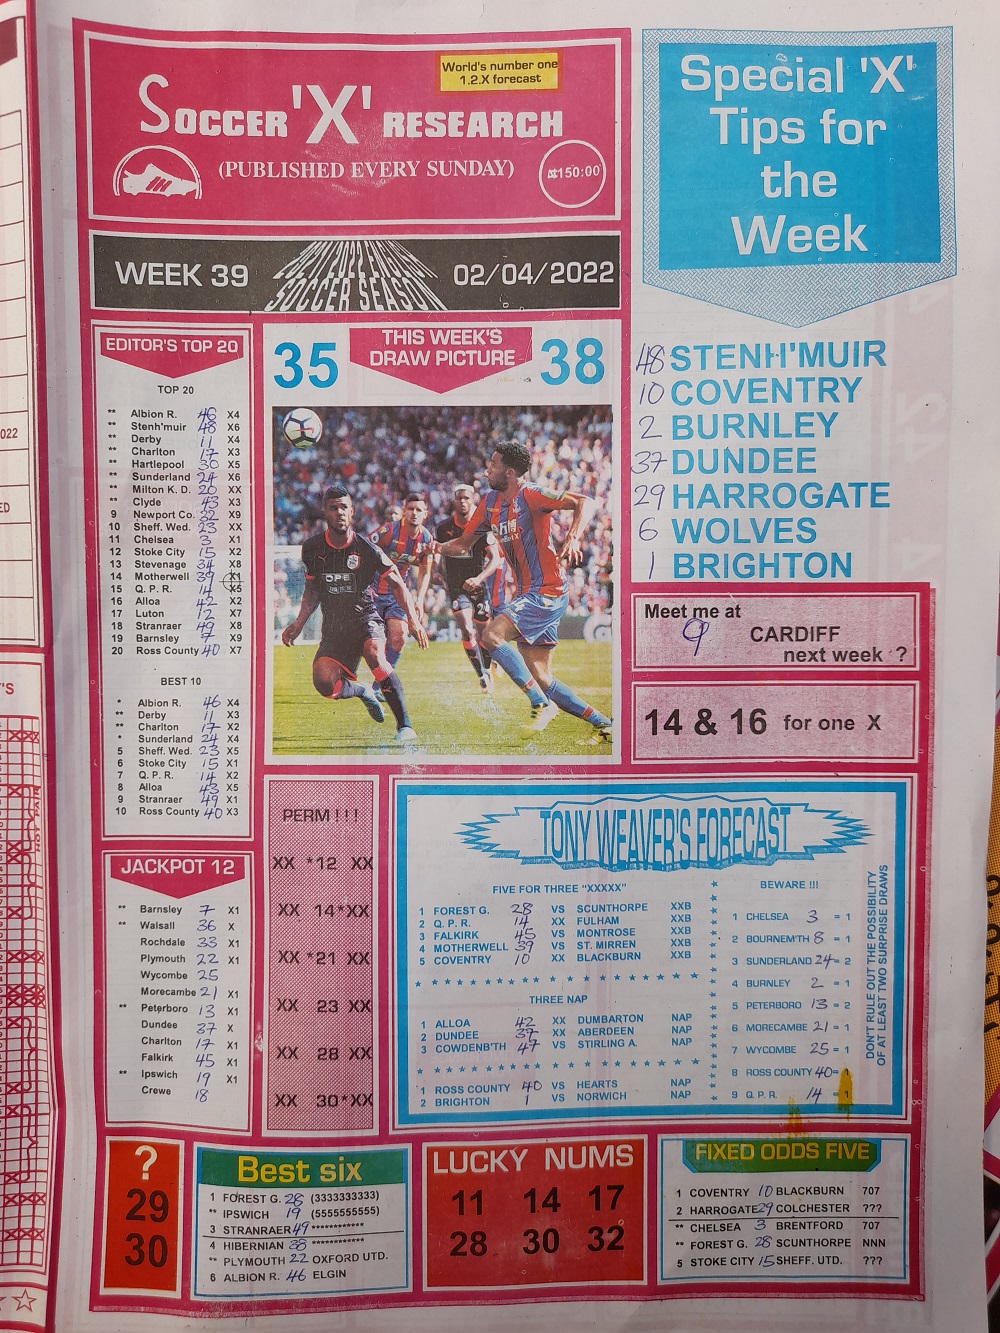 World's number one
1.2.X forecast
SOCCER 'X' RESEARCH
(PUBLISHED EVERY SUNDAY)
₦150:00
WEEK 39
SOCCER SEASON
02/04/2022
Special 'X'
Tips for
the
Week
48 STENH'MUIR
10 COVENTRY
2 BURNLEY
37 DUNDEE
29 HARROGATE
6 WOLVES
1 BRIGHTON
Meet me at
9 CARDIFF
next week ?
14 & 16 for one X
EDITOR'S TOP 20
TOP 20
** Albion R. 46 X4
** Stenh'muir 48 X6
** Derby 11 X4
** Charlton 17 X3
** Hartlepool 30 X5
** Sunderland 24 X6
** Milton K. D. 20 XX
** Clyde 43 X3
9 Newport Co. 32 X9
10 Sheff. Wed. 23 XX
11 Chelsea 3 X1
12 Stoke City 15 X2
13 Stevenage 34 X8
14 Motherwell 39 X1
15 Q. P. R. 14 X5
16 Alloa 42 X2
17 Luton 12 X7
18 Stranraer 49 X8
19 Barnsley 7 X9
20 Ross County 40 X7
BEST 10
* Albion R. 46 X4
** Derby 11 X3
** Charlton 17 X2
* Sunderland 24 X4
5 Sheff. Wed. 23 X5
6 Stoke City 15 X1
7 Q. P. R. 14 X2
8 Alloa 43 X5
9 Stranraer 49 X1
10 Ross County 40 X3
35 THIS WEEK'S
DRAW PICTURE 38
OPE
JACKPOT 12
** Barnsley 7 X1
** Walsall 36 X
Rochdale 33 X1
Plymouth 22 X1
Wycombe 25
Morecambe 21 X1
** Peterboro 13 X1
Dundee 37 X
Charlton 17 X1
Falkirk 45 X1
** Ipswich 19 X1
Crewe 18
PERM ! ! !
XX *12 XX
XX 14*XX
XX *21 XX
XX 23 XX
XX 28 XX
XX 30*XX
TONY WEAVER'S FORECAST
FIVE FOR THREE "XXXXX"
1 FOREST G. 28 VS SCUNTHORPE XXB
2 Q. P. R. 14 XX FULHAM XXB
3 FALKIRK 45 VS MONTROSE XXB
4 MOTHERWELL 39 VS ST. MIRREN XXB
5 COVENTRY 10 XX BLACKBURN XXB
THREE NAP
1 ALLOA 42 XX DUMBARTON NAP
2 DUNDEE 37 XX ABERDEEN NAP
3 COWDENB'TH 47 VS STIRLING A. NAP
1 ROSS COUNTY 40 VS HEARTS NAP
2 BRIGHTON 1 VS NORWICH NAP
BEWARE !!!
1 CHELSEA 3 = 1
2 BOURNEM'TH 8 = 1
3 SUNDERLAND 24 = 2
4 BURNLEY 2 = 1
5 PETERBORO 13 = 2
6 MORECAMBE 21 = 1
7 WYCOMBE 25 = 1
8 ROSS COUNTY 40 = 1
9 Q. P. R. 14 = 1
DON'T RULE OUT THE POSSIBILITY
OF AT LEAST TWO SURPRISE DRAWS
?
29
30
Best six
1 FOREST G. 28 (3333333333)
** IPSWICH 19 (5555555555)
3 STRANRAER 49 ************
4 HIBERNIAN 38 ************
** PLYMOUTH 22 OXFORD UTD.
6 ALBION R. 46 ELGIN
LUCKY NUMS
11 14 17
28 30 32
FIXED ODDS FIVE
1 COVENTRY 10 BLACKBURN 707
2 HARROGATE 29 COLCHESTER ???
** CHELSEA 3 BRENTFORD 707
** FOREST G. 28 SCUNTHORPE NNN
5 STOKE CITY 15 SHEFF. UTD. ???